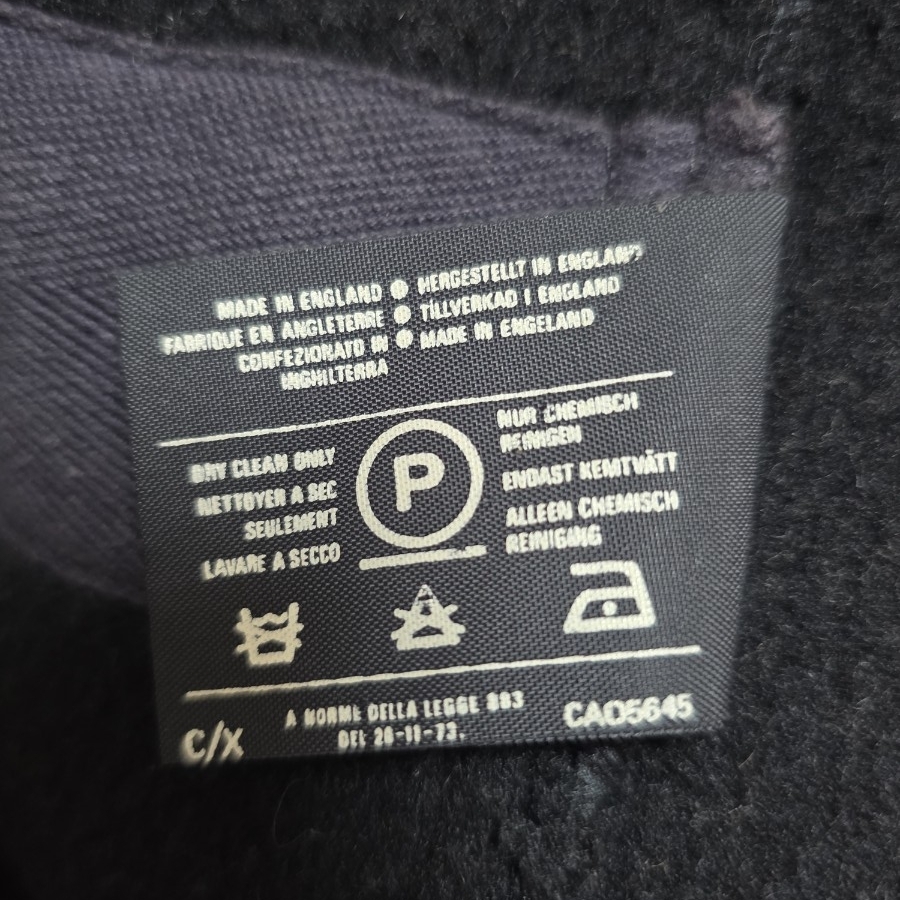 MADE IN ENGLAND ● HERGESTELLT IN ENGLAND
FABRIQUE EN ANGLETERRE ● TILLVERKAD I ENGLAND
CONFEZIONATO IN ● MADE IN ENGELAND
INGHILTERRA
DRY CLEAN ONLY
NETTOYER A SEC
SEULEMENT
LAVARE A SECCO
P
NUR CHEMISCH
REINIGEN
ENDAST KEMTVÄTT
ALLEEN CHEMISCH
REINIGING
C/X
A NORME DELLA LEGGE 883
DEL 26-11-73.
CA05645